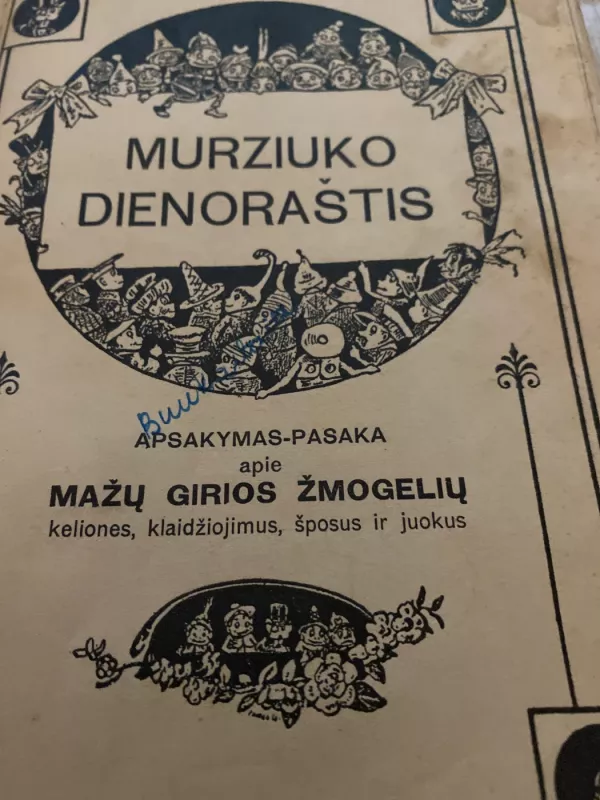 MURZIUKO
DIENORAŠTIS
APSAKYMAS-PASAKA
apie
MAŽŲ GIRIOS ŽMOGELIŲ
keliones, klaidžiojimus, šposus ir juokus